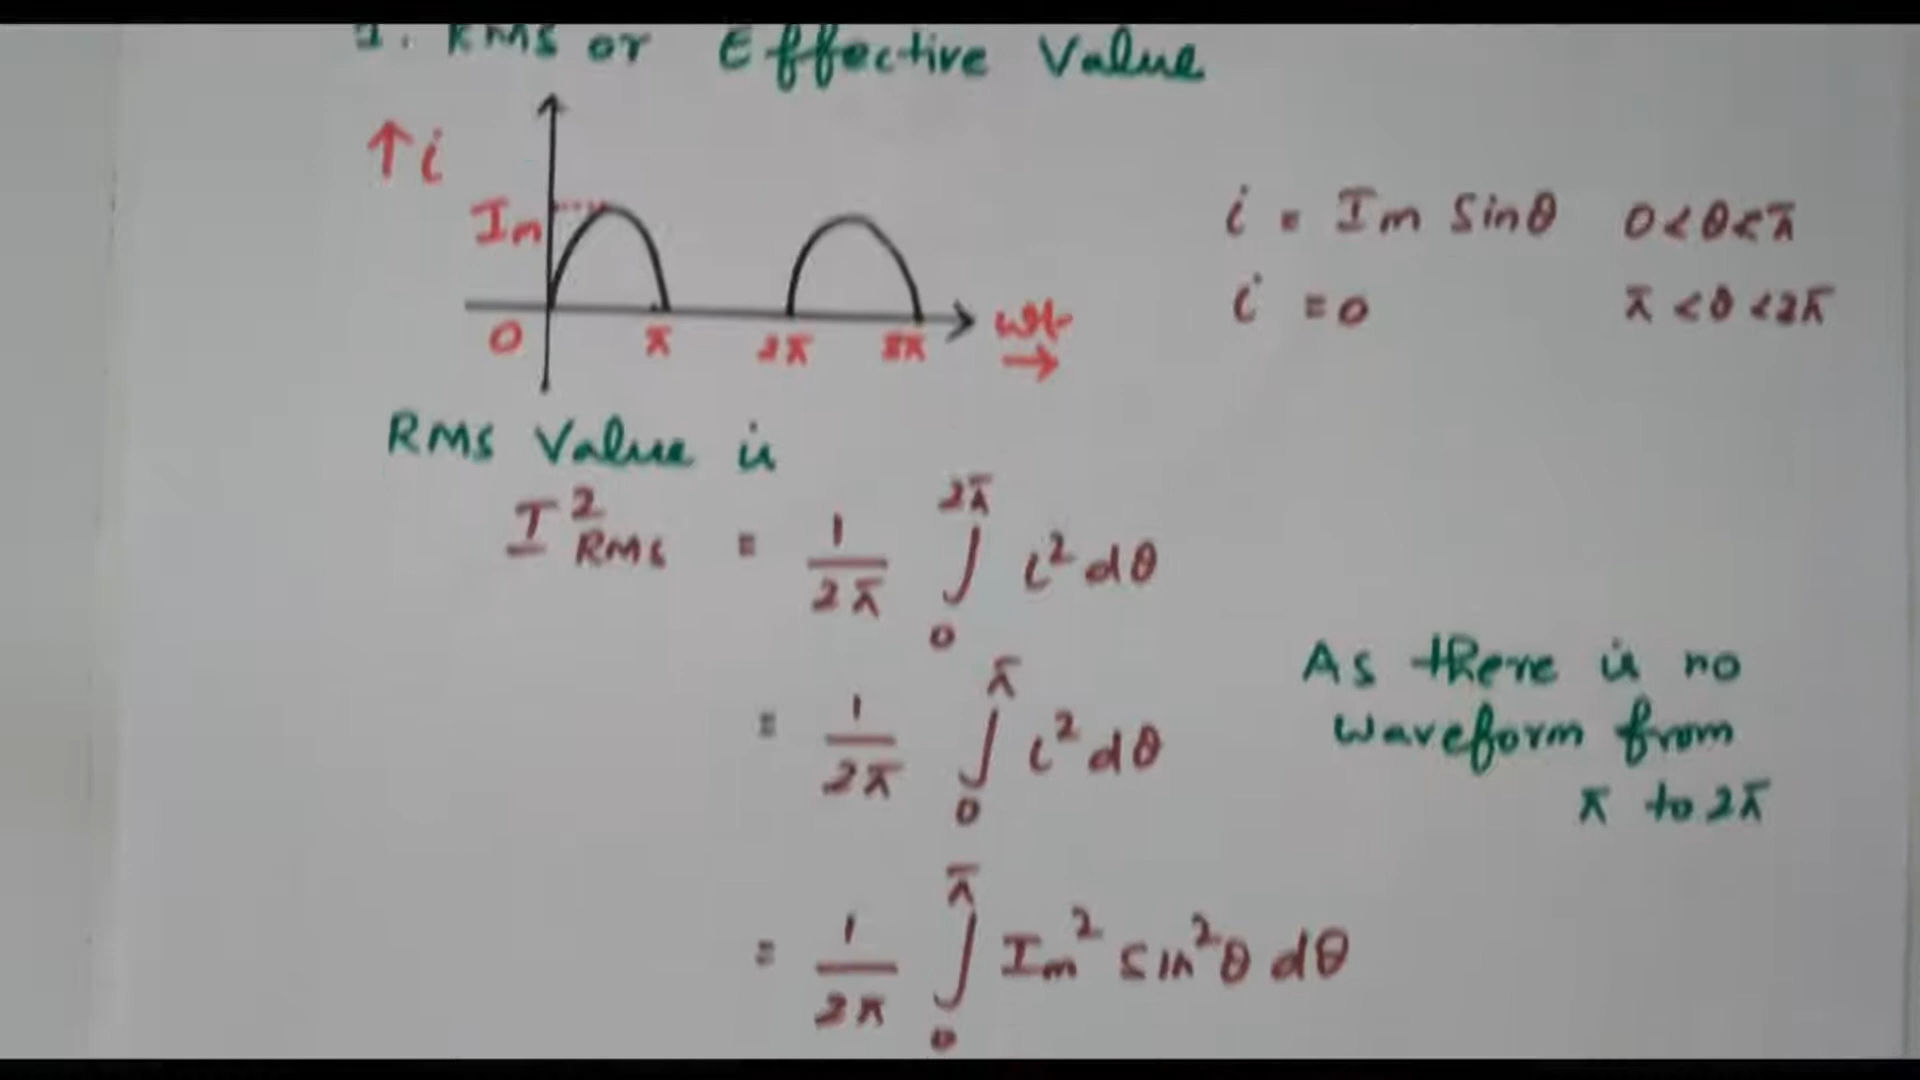 1. RMS or Effective Value
↑i
Im
0 π 2π 3π ωt →
i = Im Sinθ 0<θ<π
i = 0 π<θ<2π
RMS Value is
I²RMS = 1/2π ∫₀^2π i² dθ
= 1/2π ∫₀^π i² dθ
As there is no
waveform from
π to 2π
= 1/2π ∫₀^π Im² sin²θ dθ